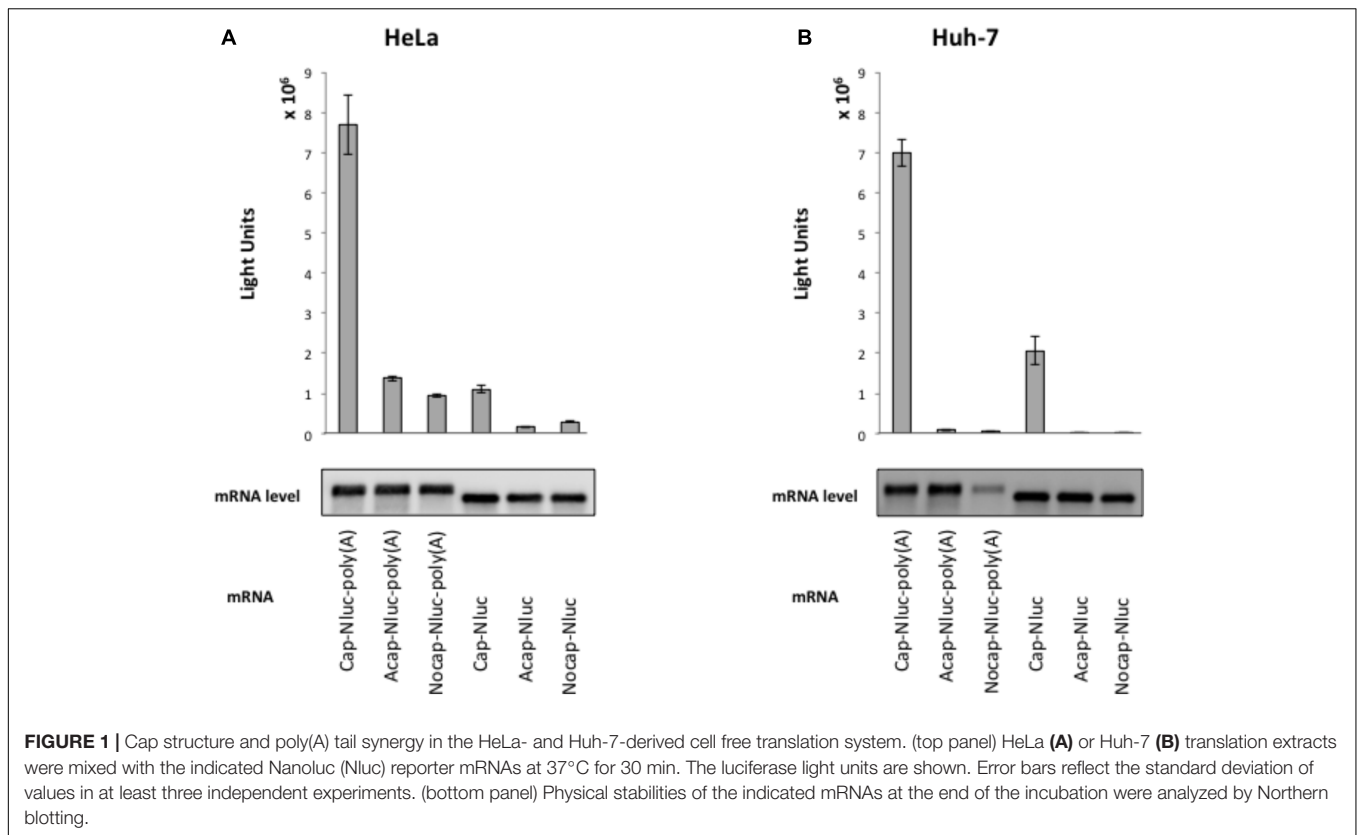 A
HeLa
x 10⁶
9
8
7
6
5
4
3
2
1
0
Light Units
mRNA level
mRNA
Cap-Nluc-poly(A)
Acap-Nluc-poly(A)
Nocap-Nluc-poly(A)
Cap-Nluc
Acap-Nluc
Nocap-Nluc
B
Huh-7
x 10⁶
9
8
7
6
5
4
3
2
1
0
Light Units
mRNA level
mRNA
Cap-Nluc-poly(A)
Acap-Nluc-poly(A)
Nocap-Nluc-poly(A)
Cap-Nluc
Acap-Nluc
Nocap-Nluc
FIGURE 1 | Cap structure and poly(A) tail synergy in the HeLa- and Huh-7-derived cell free translation system. (top panel) HeLa (A) or Huh-7 (B) translation extracts
were mixed with the indicated Nanoluc (Nluc) reporter mRNAs at 37°C for 30 min. The luciferase light units are shown. Error bars reflect the standard deviation of
values in at least three independent experiments. (bottom panel) Physical stabilities of the indicated mRNAs at the end of the incubation were analyzed by Northern
blotting.